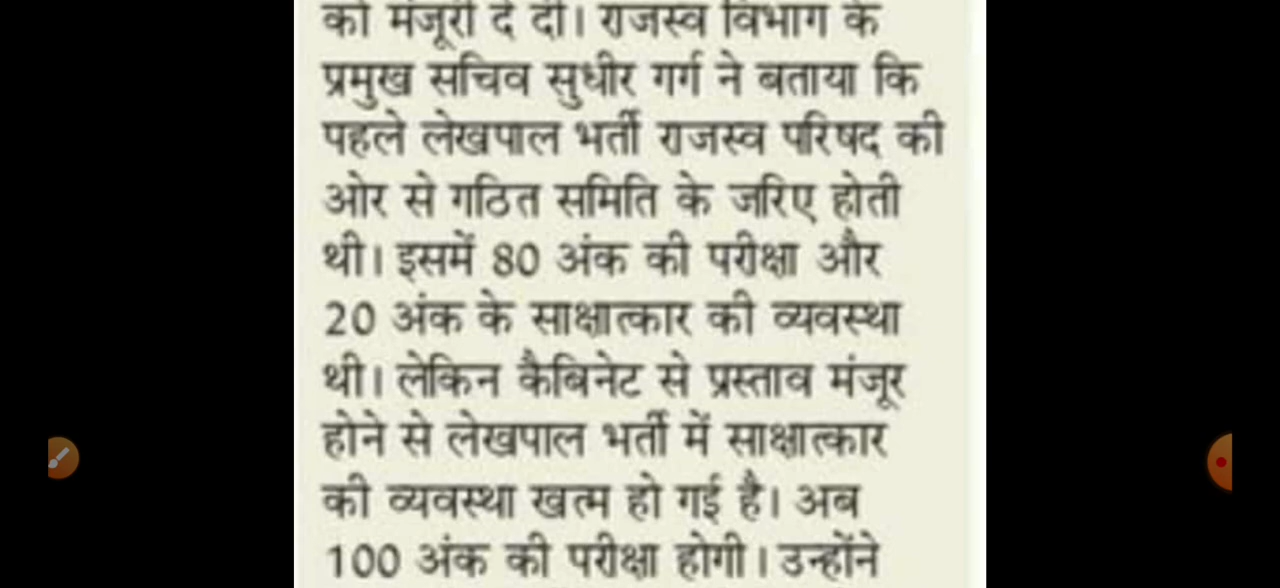 को मंजूरी दे दी। राजस्व विभाग के
प्रमुख सचिव सुधीर गर्ग ने बताया कि
पहले लेखपाल भर्ती राजस्व परिषद की
ओर से गठित समिति के जरिए होती
थी। इसमें 80 अंक की परीक्षा और
20 अंक के साक्षात्कार की व्यवस्था
थी। लेकिन कैबिनेट से प्रस्ताव मंजूर
होने से लेखपाल भर्ती में साक्षात्कार
की व्यवस्था खत्म हो गई है। अब
100 अंक की परीक्षा होगी। उन्होंने